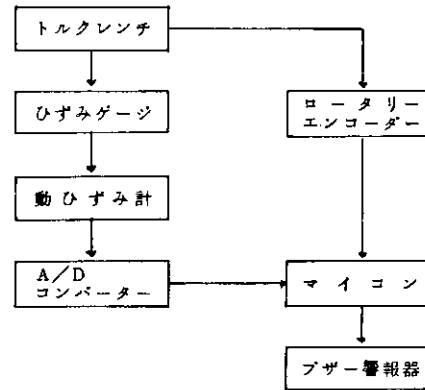 トルクレンチ
ひずみゲージ
ロータリー
エンコーダー
動ひずみ計
A/D
コンバーター
マイコン
ブザー警報器